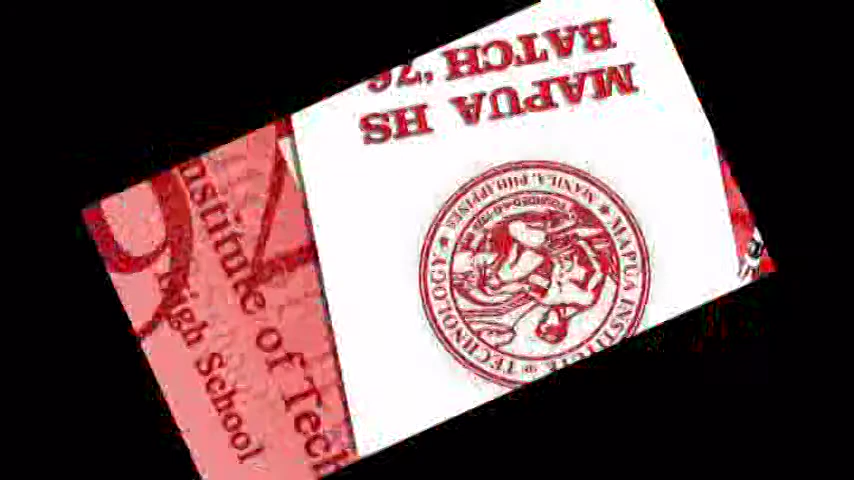 MAPUA HS
BATCH '76
MAPUA INSTITUTE ★ TECHNOLOGY ★
MANILA, PHILIPPINES
nstitute of Tech
High School